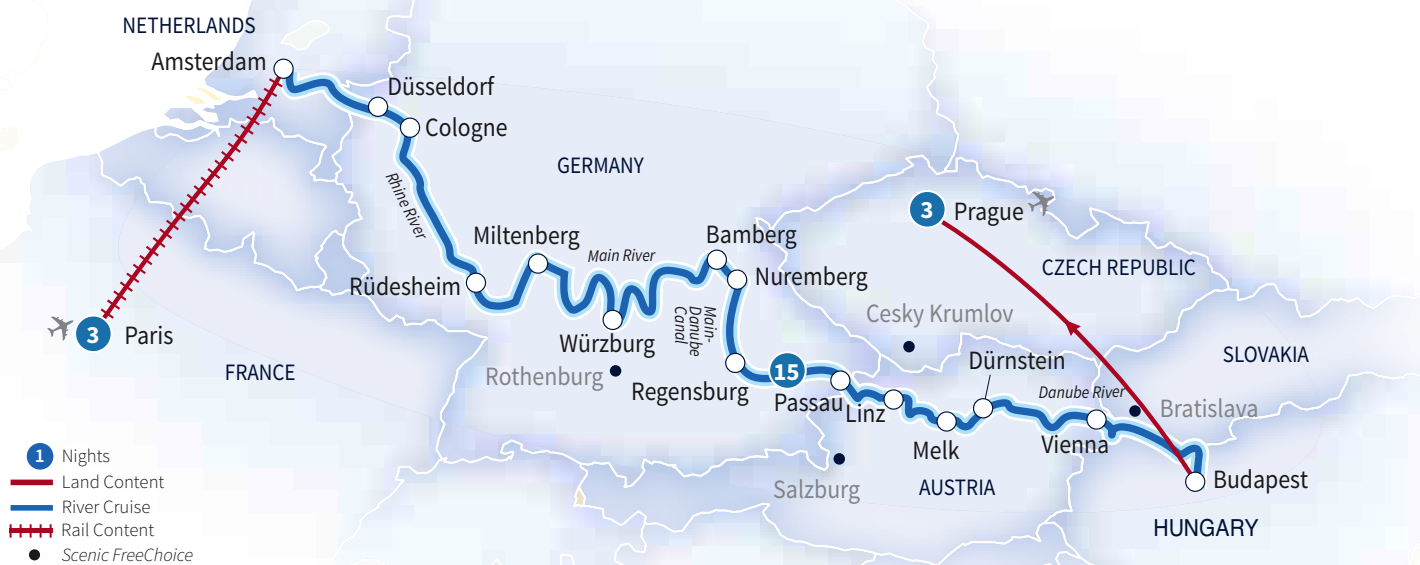 NETHERLANDS
Amsterdam
Düsseldorf
Cologne
GERMANY
Rhine River
Miltenberg
Main River
Bamberg
Nuremberg
Rüdesheim
Main-
Danube
Canal
Würzburg
Rothenburg
Regensburg
15
Passau
Linz
3
Paris
FRANCE
3
Prague
CZECH REPUBLIC
Cesky Krumlov
Dürnstein
SLOVAKIA
Danube River
Bratislava
Melk
Vienna
Salzburg
AUSTRIA
Budapest
HUNGARY
1 Nights
Land Content
River Cruise
Rail Content
Scenic FreeChoice